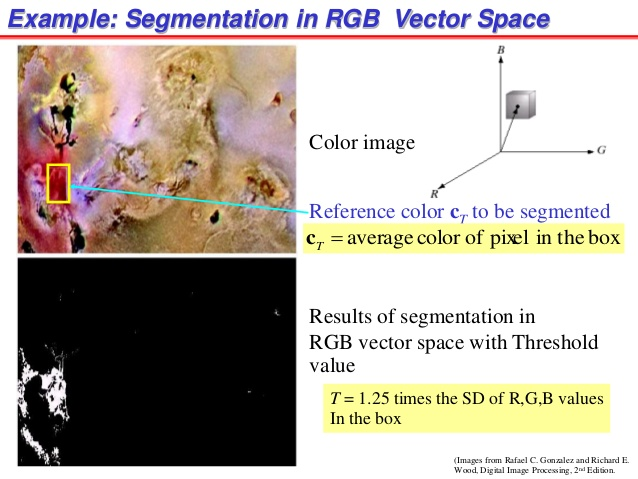 Example: Segmentation in RGB Vector Space
B
G
R
Color image
Reference color cT to be segmented
cT = average color of pixel in the box
Results of segmentation in
RGB vector space with Threshold
value
T = 1.25 times the SD of R,G,B values
In the box
(Images from Rafael C. Gonzalez and Richard E.
Wood, Digital Image Processing, 2nd Edition.